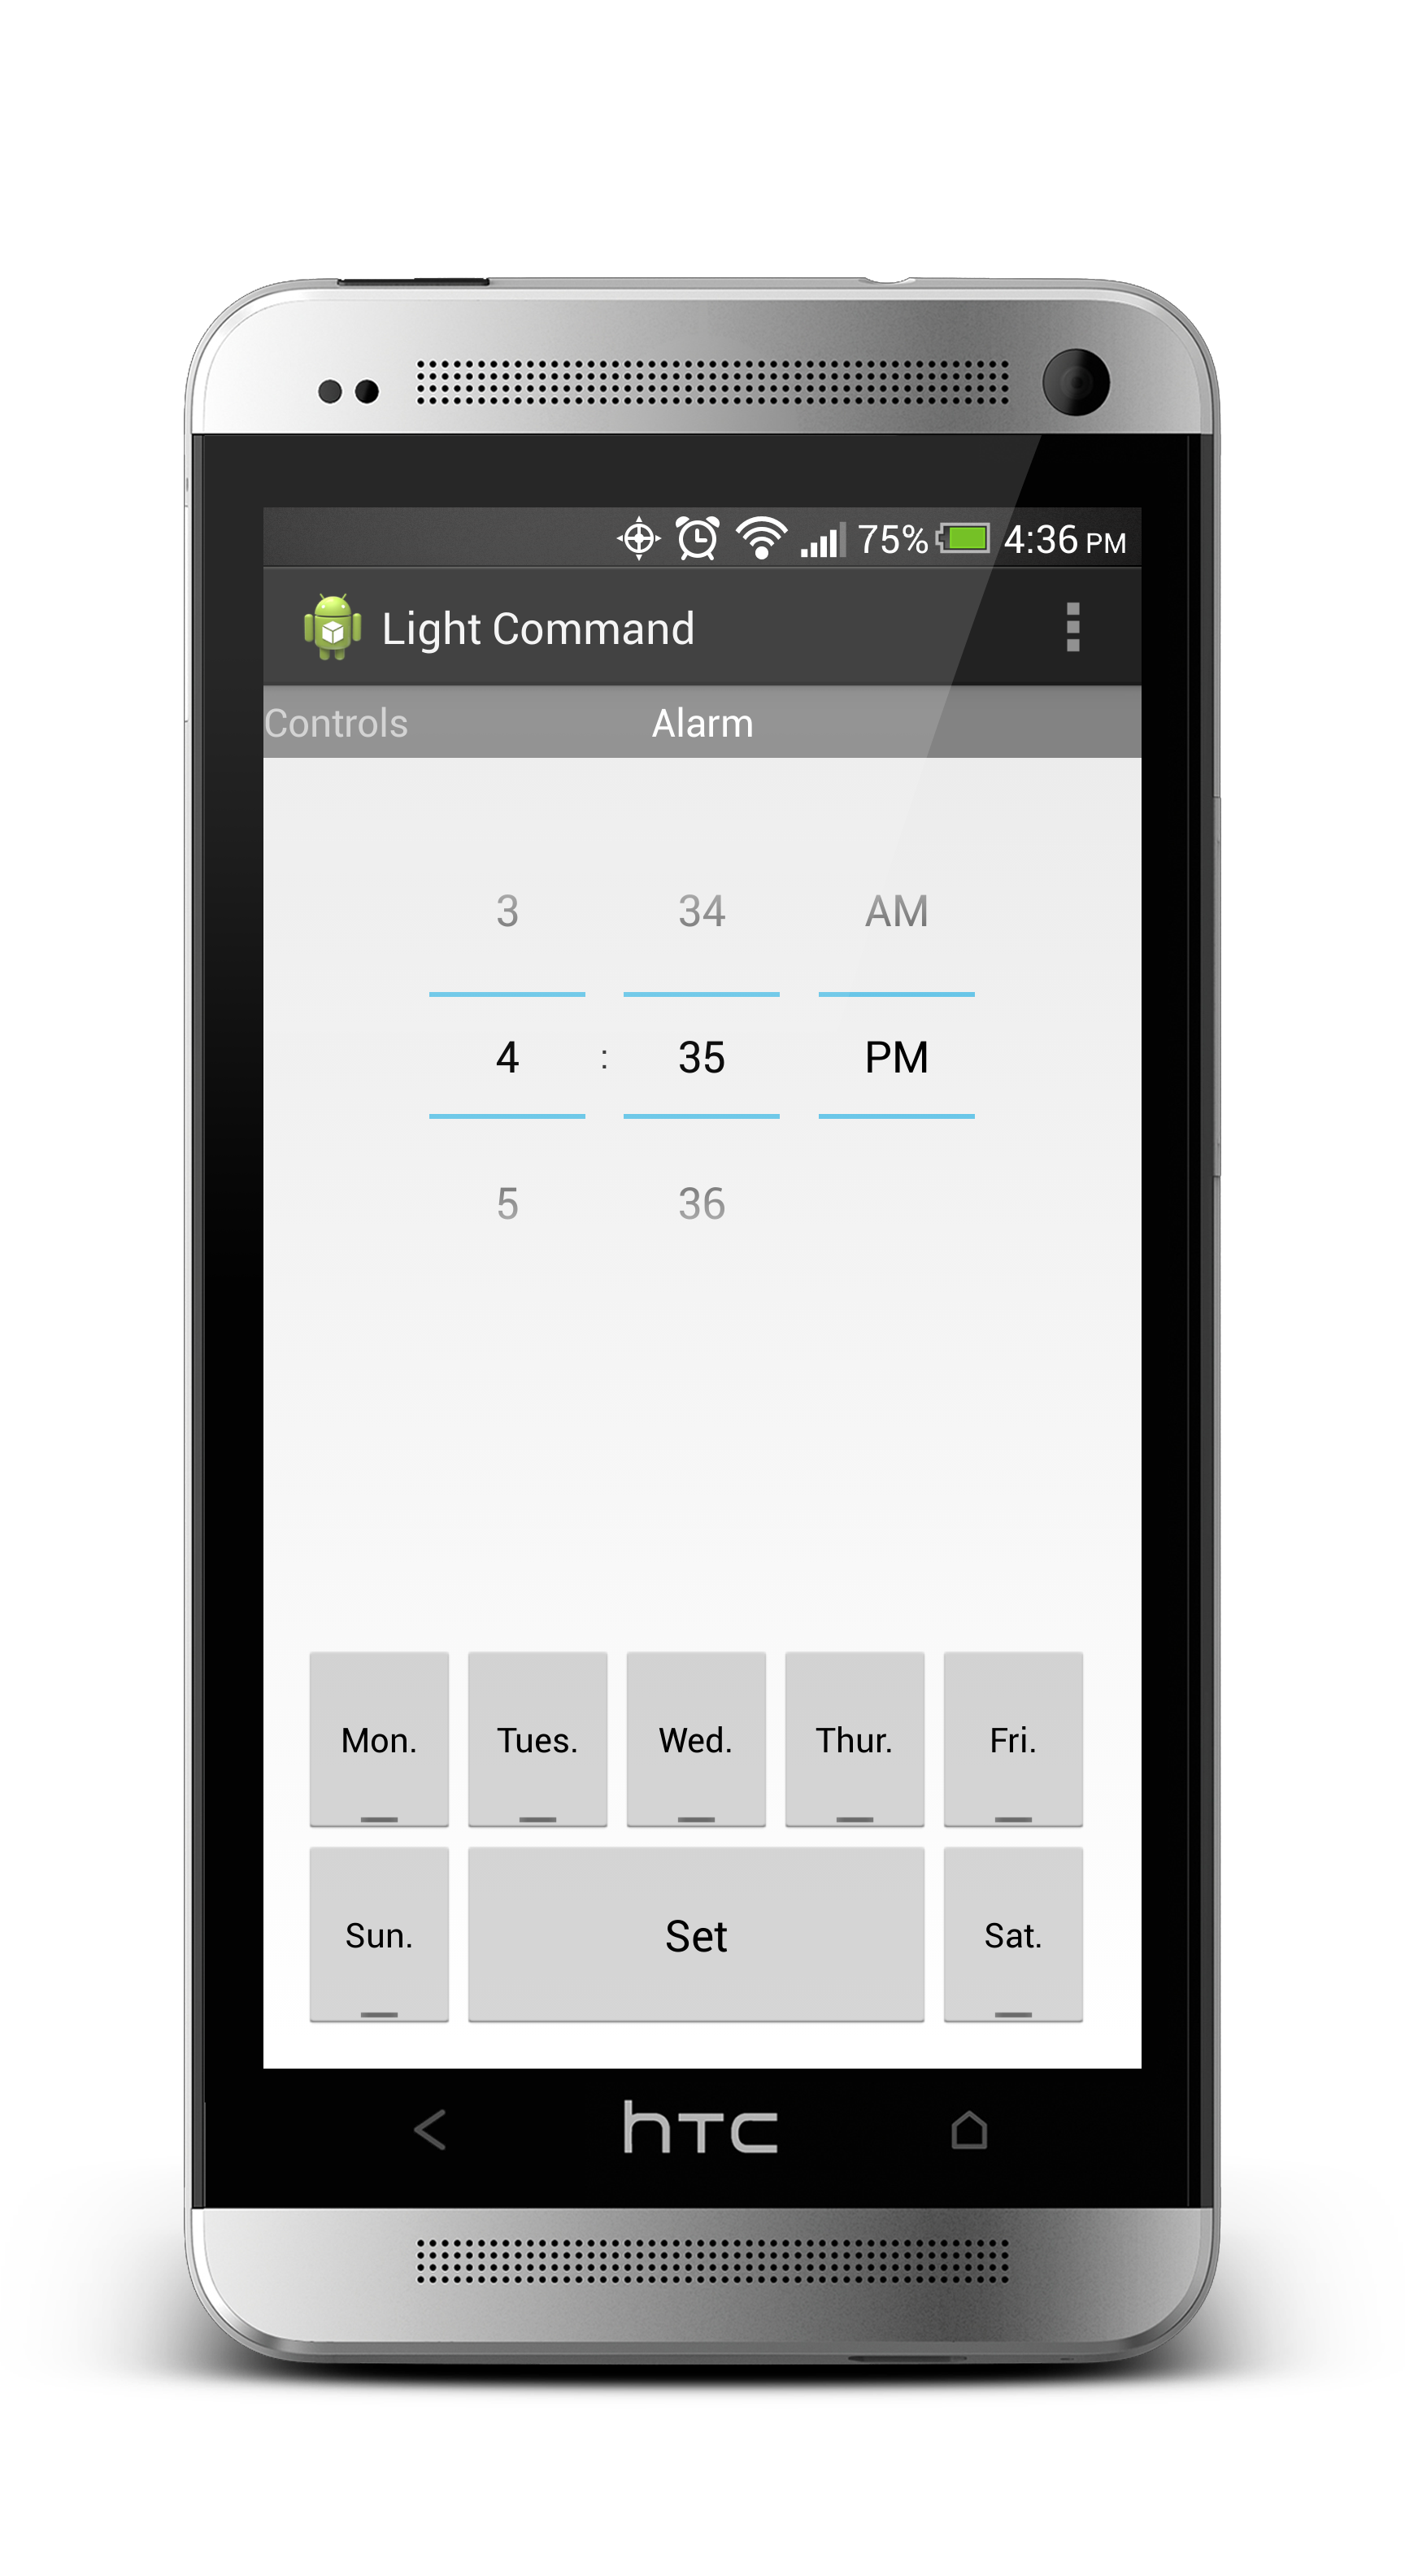 75% 4:36 PM
Light Command
Controls Alarm
3 34 AM
4 : 35 PM
5 36
Mon. Tues. Wed. Thur. Fri.
Sun. Set Sat.
hTC